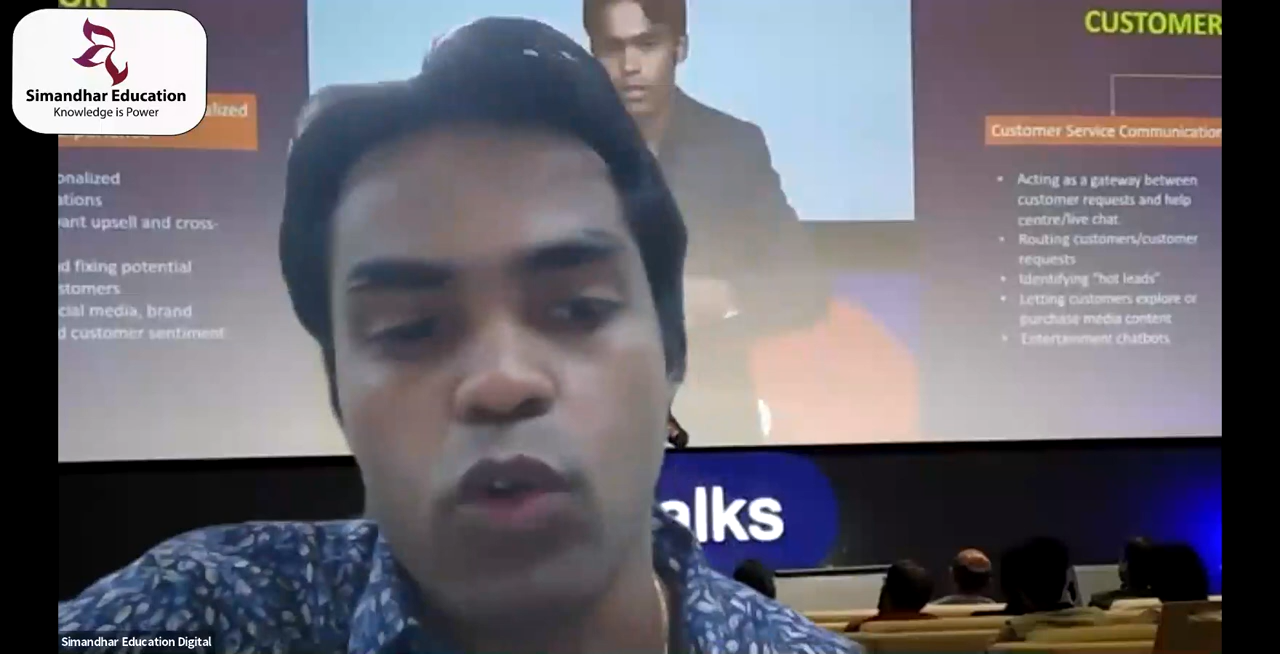 ON
Simandhar Education
Knowledge is Power
alized
onalized
ations
vant upsell and cross-
d fixing potential
stomers
cial media, brand
d customer sentiment
CUSTOMER
Customer Service Communication
• Acting as a gateway between
customer requests and help
centre/live chat.
• Routing customers/customer
requests
• Identifying "hot leads"
• Letting customers explore or
purchase media content
• Entertainment chatbots
alks
Simandhar Education Digital